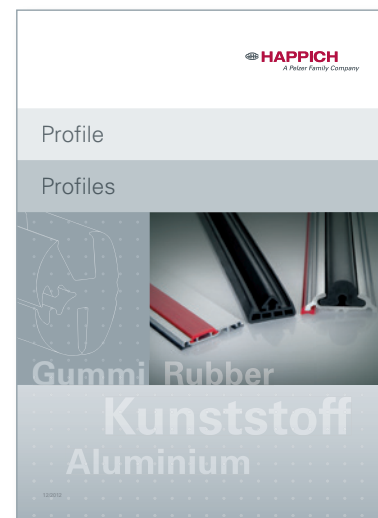 HAPPICH
A Pelzer Family Company
Profile
Profiles
Gummi Rubber
Kunststoff
Aluminium